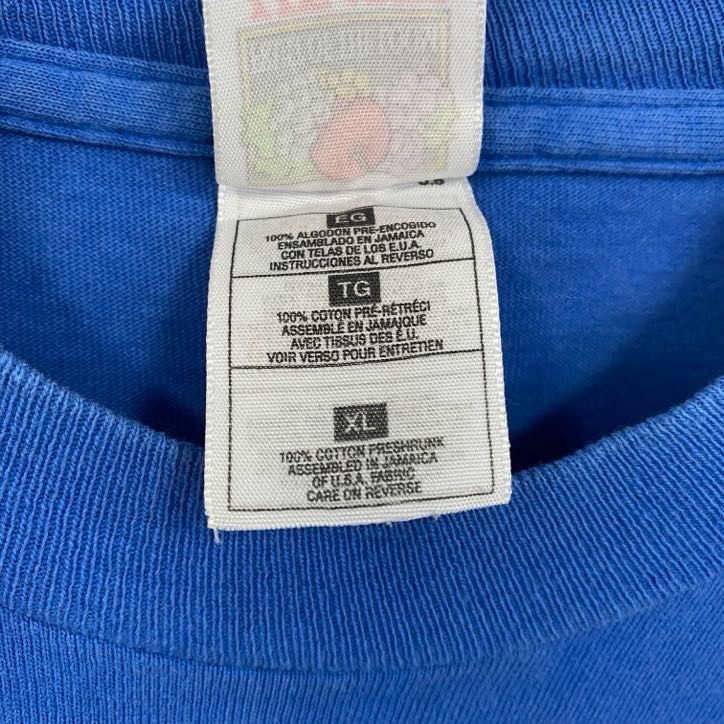 EG
100% ALGODON PRE-ENCOGIDO
ENSAMBLADO EN JAMAICA
CON TELAS DE LOS E.U.A.
INSTRUCCIONES AL REVERSO
TG
100% COTON PRÉ-RÉTRÉCI
ASSEMBLÉ EN JAMAIQUE
AVEC TISSUS DES É.U.
VOIR VERSO POUR ENTRETIEN
XL
100% COTTON PRESHRUNK
ASSEMBLED IN JAMAICA
OF U.S.A. FABRIC
CARE ON REVERSE